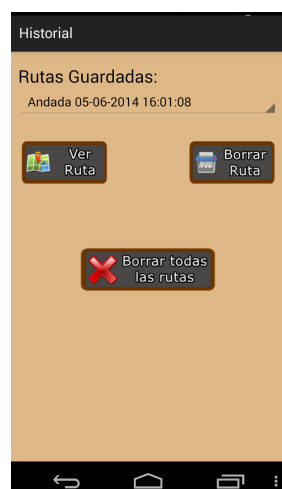 Historial
Rutas Guardadas:
Andada 05-06-2014 16:01:08
Ver
Ruta
Borrar
Ruta
Borrar todas
las rutas